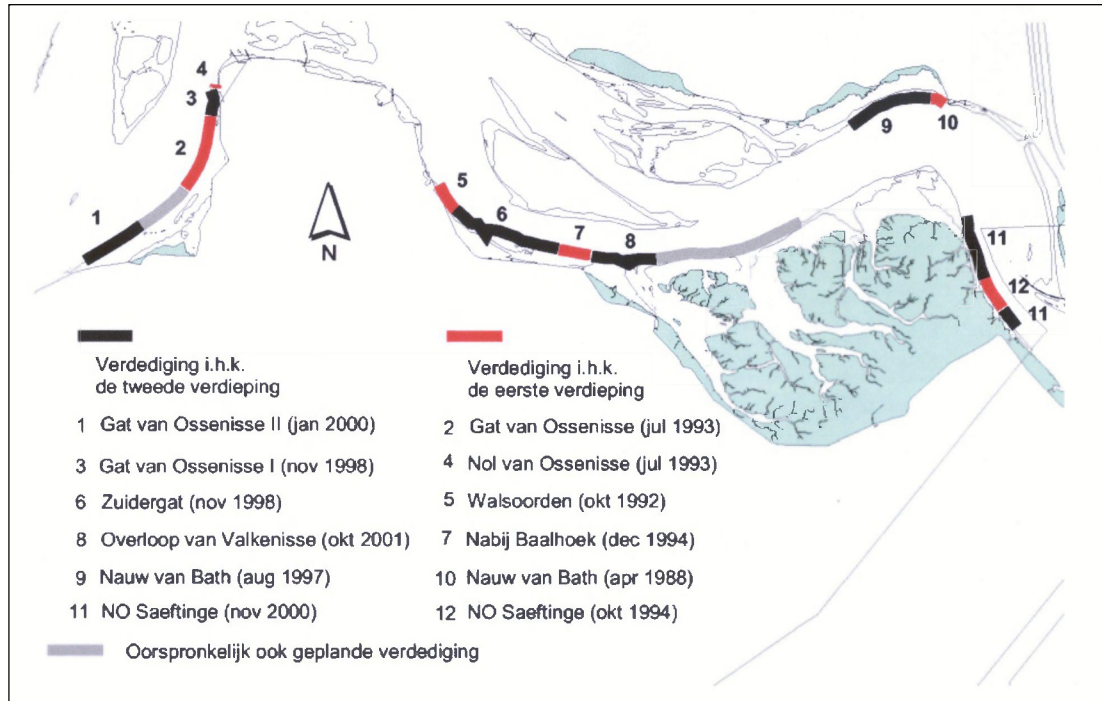 4
3
2
1
N
5
6
7
8
9
10
11
12
11
Verdediging i.h.k.
de tweede verdieping
1 Gat van Ossenisse II (jan 2000)
3 Gat van Ossenisse I (nov 1998)
6 Zuidergat (nov 1998)
8 Overloop van Valkenisse (okt 2001)
9 Nauw van Bath (aug 1997)
11 NO Saeftinge (nov 2000)
Verdediging i.h.k.
de eerste verdieping
2 Gat van Ossenisse (jul 1993)
4 Nol van Ossenisse (jul 1993)
5 Walsoorden (okt 1992)
7 Nabij Baalhoek (dec 1994)
10 Nauw van Bath (apr 1988)
12 NO Saeftinge (okt 1994)
Oorspronkelijk ook geplande verdediging